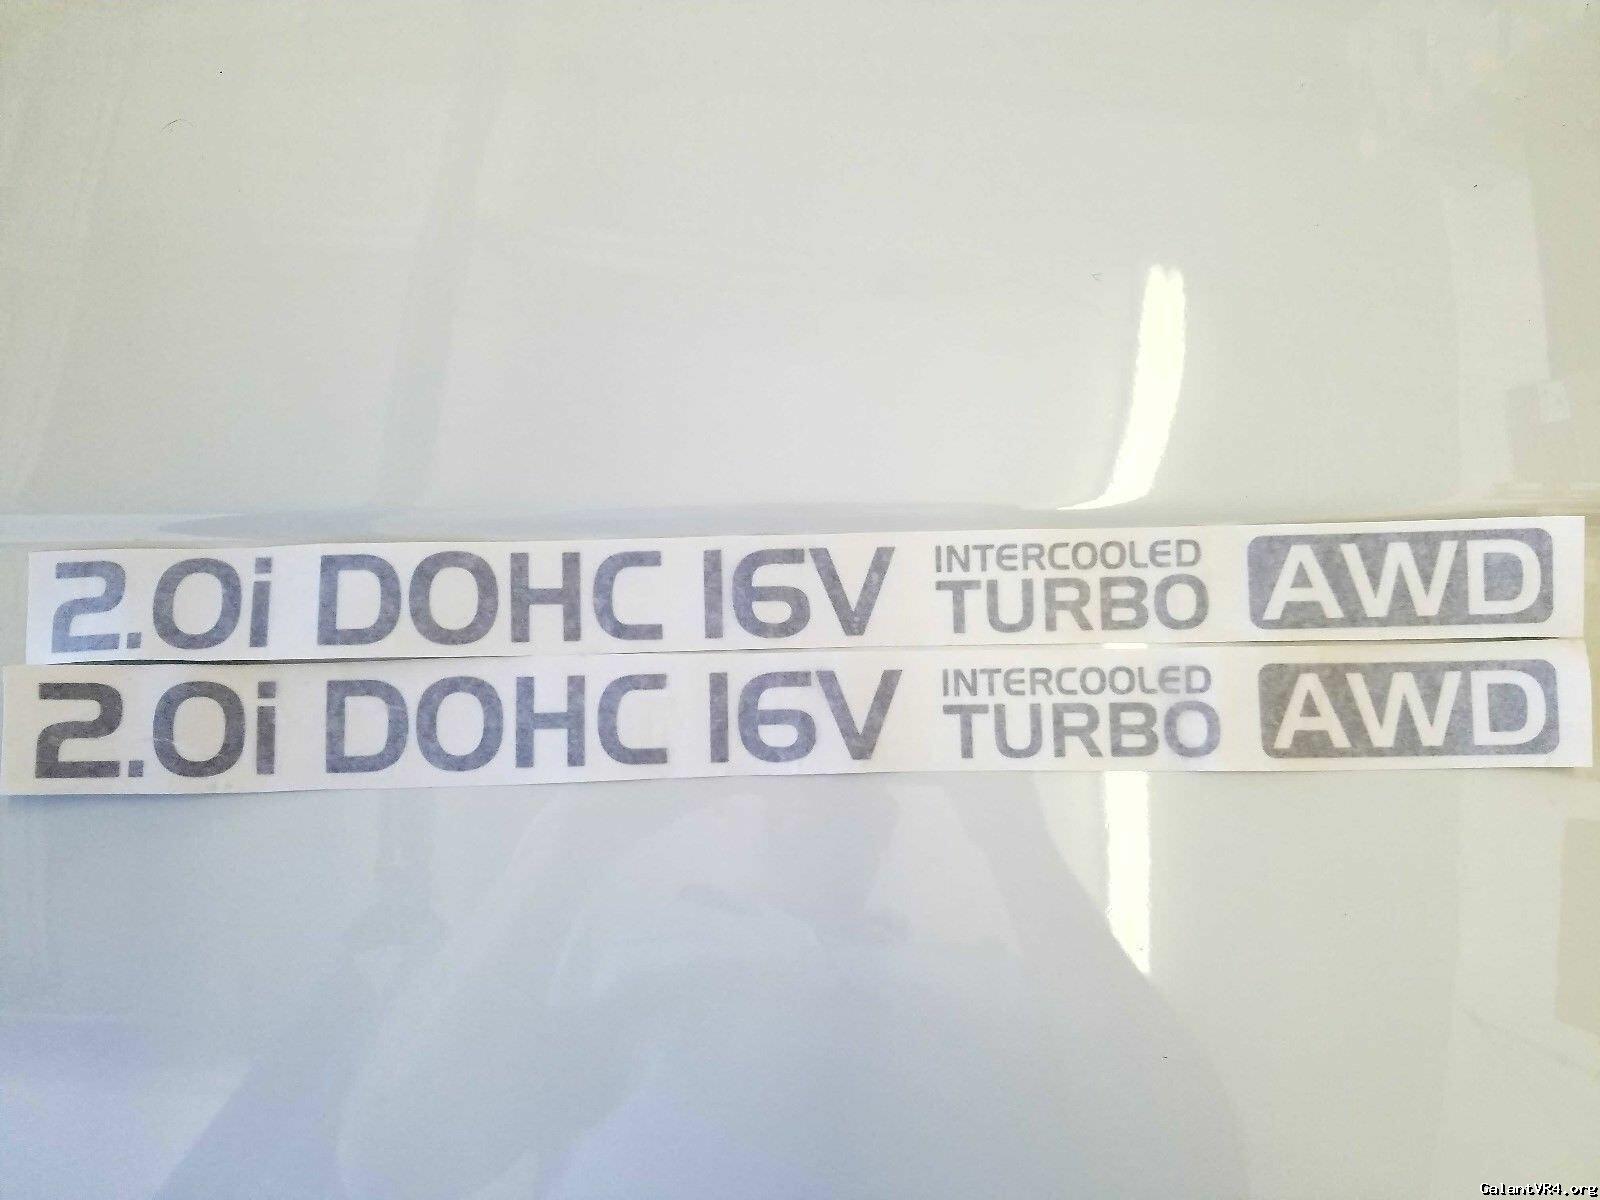 2.0i DOHC 16V INTERCOOLED TURBO AWD
2.0i DOHC 16V INTERCOOLED TURBO AWD
GalantVR4.org